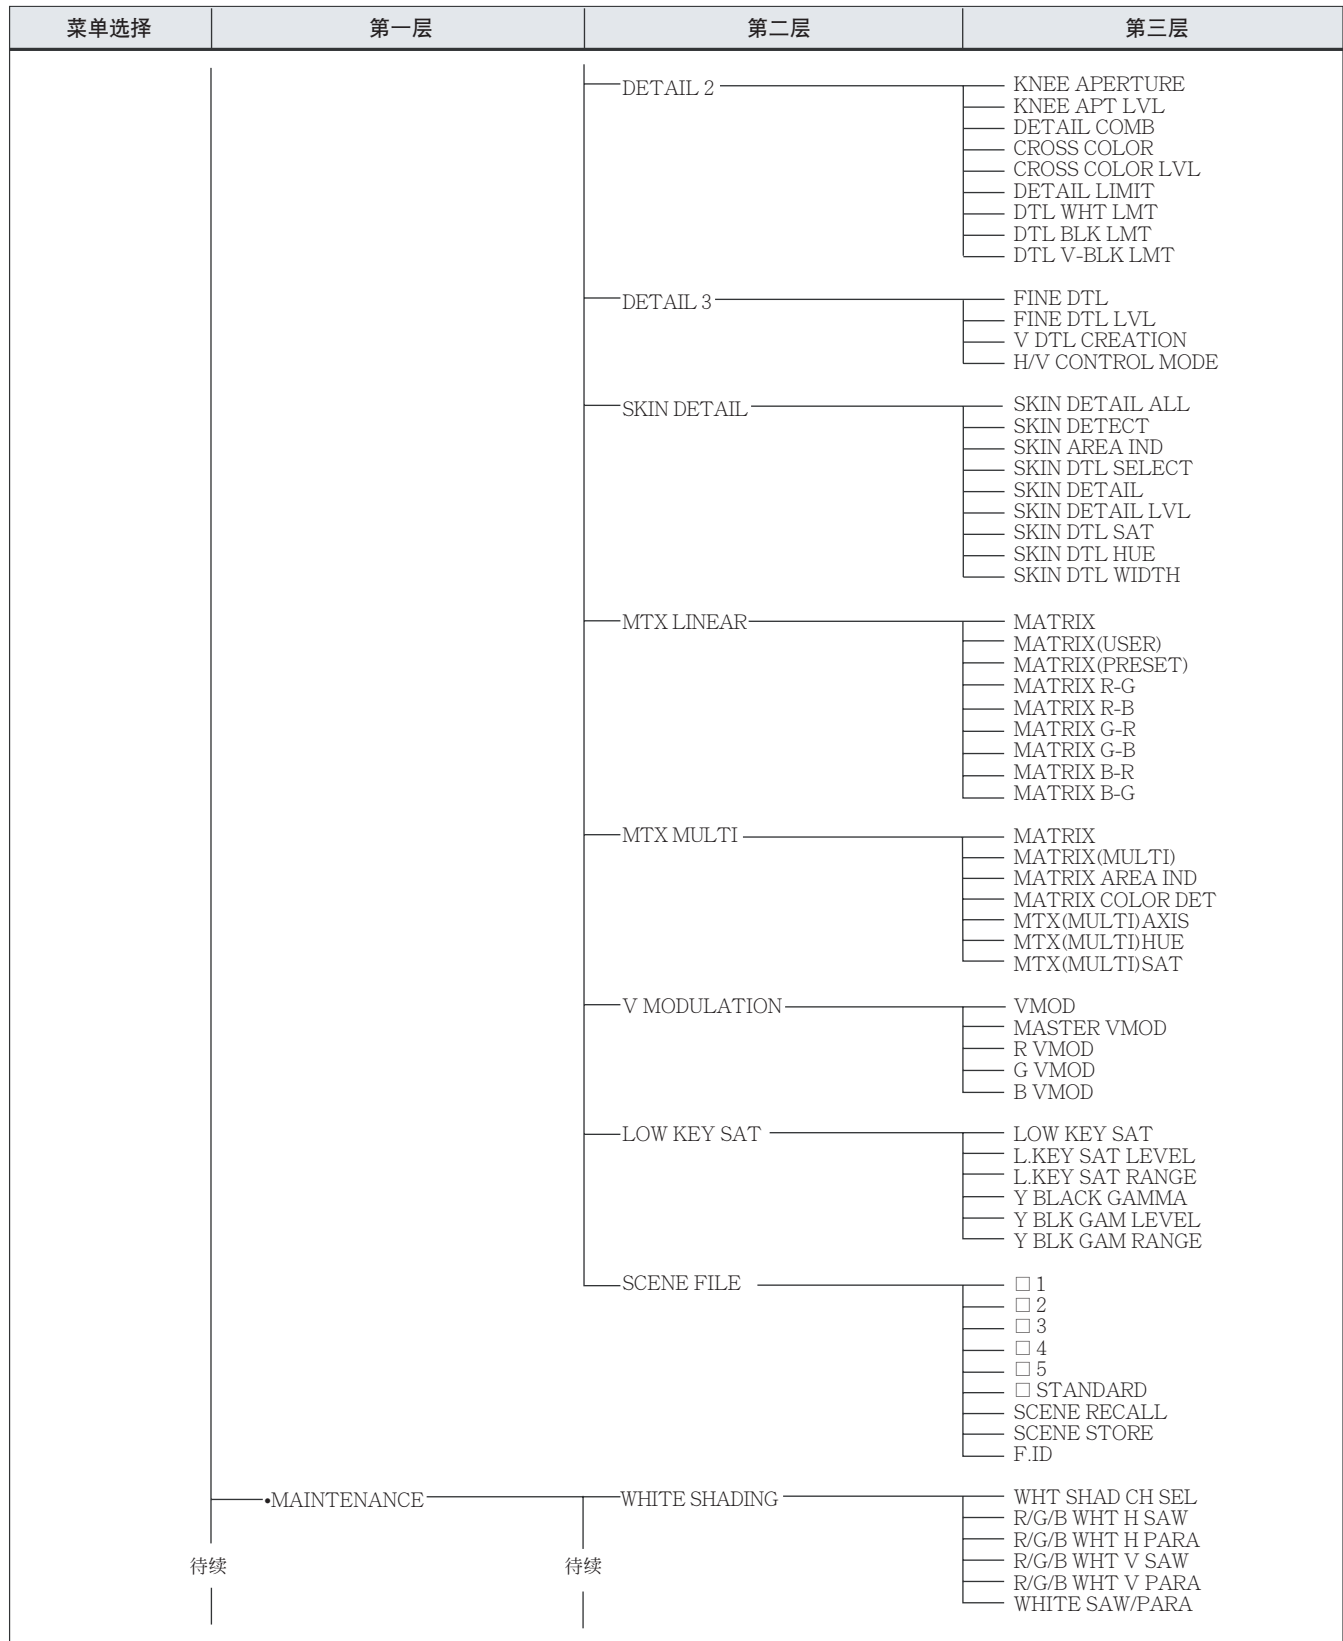 菜单选择 第一层 第二层 第三层
DETAIL 2
KNEE APERTURE
KNEE APT LVL
DETAIL COMB
CROSS COLOR
CROSS COLOR LVL
DETAIL LIMIT
DTL WHT LMT
DTL BLK LMT
DTL V-BLK LMT
DETAIL 3
FINE DTL
FINE DTL LVL
V DTL CREATION
H/V CONTROL MODE
SKIN DETAIL
SKIN DETAIL ALL
SKIN DETECT
SKIN AREA IND
SKIN DTL SELECT
SKIN DETAIL
SKIN DETAIL LVL
SKIN DTL SAT
SKIN DTL HUE
SKIN DTL WIDTH
MTX LINEAR
MATRIX
MATRIX(USER)
MATRIX(PRESET)
MATRIX R-G
MATRIX R-B
MATRIX G-R
MATRIX G-B
MATRIX B-R
MATRIX B-G
MTX MULTI
MATRIX
MATRIX(MULTI)
MATRIX AREA IND
MATRIX COLOR DET
MTX(MULTI)AXIS
MTX(MULTI)HUE
MTX(MULTI)SAT
V MODULATION
VMOD
MASTER VMOD
R VMOD
G VMOD
B VMOD
LOW KEY SAT
LOW KEY SAT
L.KEY SAT LEVEL
L.KEY SAT RANGE
Y BLACK GAMMA
Y BLK GAM LEVEL
Y BLK GAM RANGE
SCENE FILE
□ 1
□ 2
□ 3
□ 4
□ 5
□ STANDARD
SCENE RECALL
SCENE STORE
F.ID
•MAINTENANCE
WHITE SHADING
WHT SHAD CH SEL
R/G/B WHT H SAW
R/G/B WHT H PARA
R/G/B WHT V SAW
R/G/B WHT V PARA
WHITE SAW/PARA
待续
待续